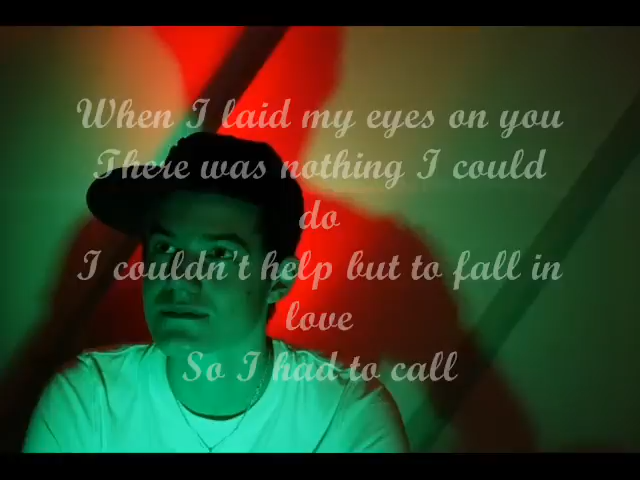 When I laid my eyes on you
There was nothing I could
do
I couldn't help but to fall in
love
So I had to call